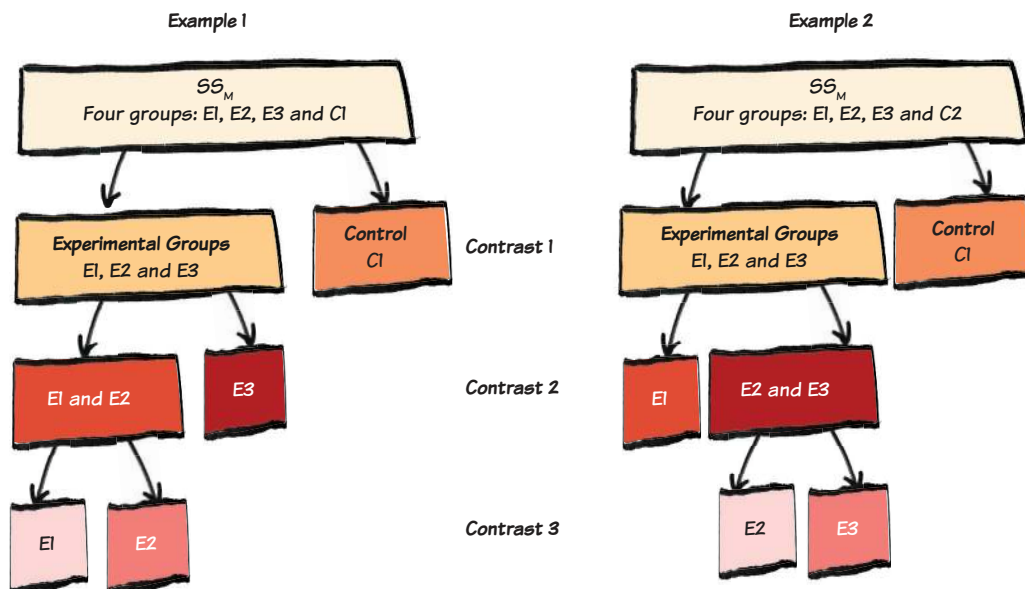 Example 1
SS_M
Four groups: E1, E2, E3 and C1
Experimental Groups
E1, E2 and E3
Control
C1
E1 and E2
E3
E1
E2
Contrast 1
Contrast 2
Contrast 3
Example 2
SS_M
Four groups: E1, E2, E3 and C2
Experimental Groups
E1, E2 and E3
Control
C1
E1
E2 and E3
E2
E3